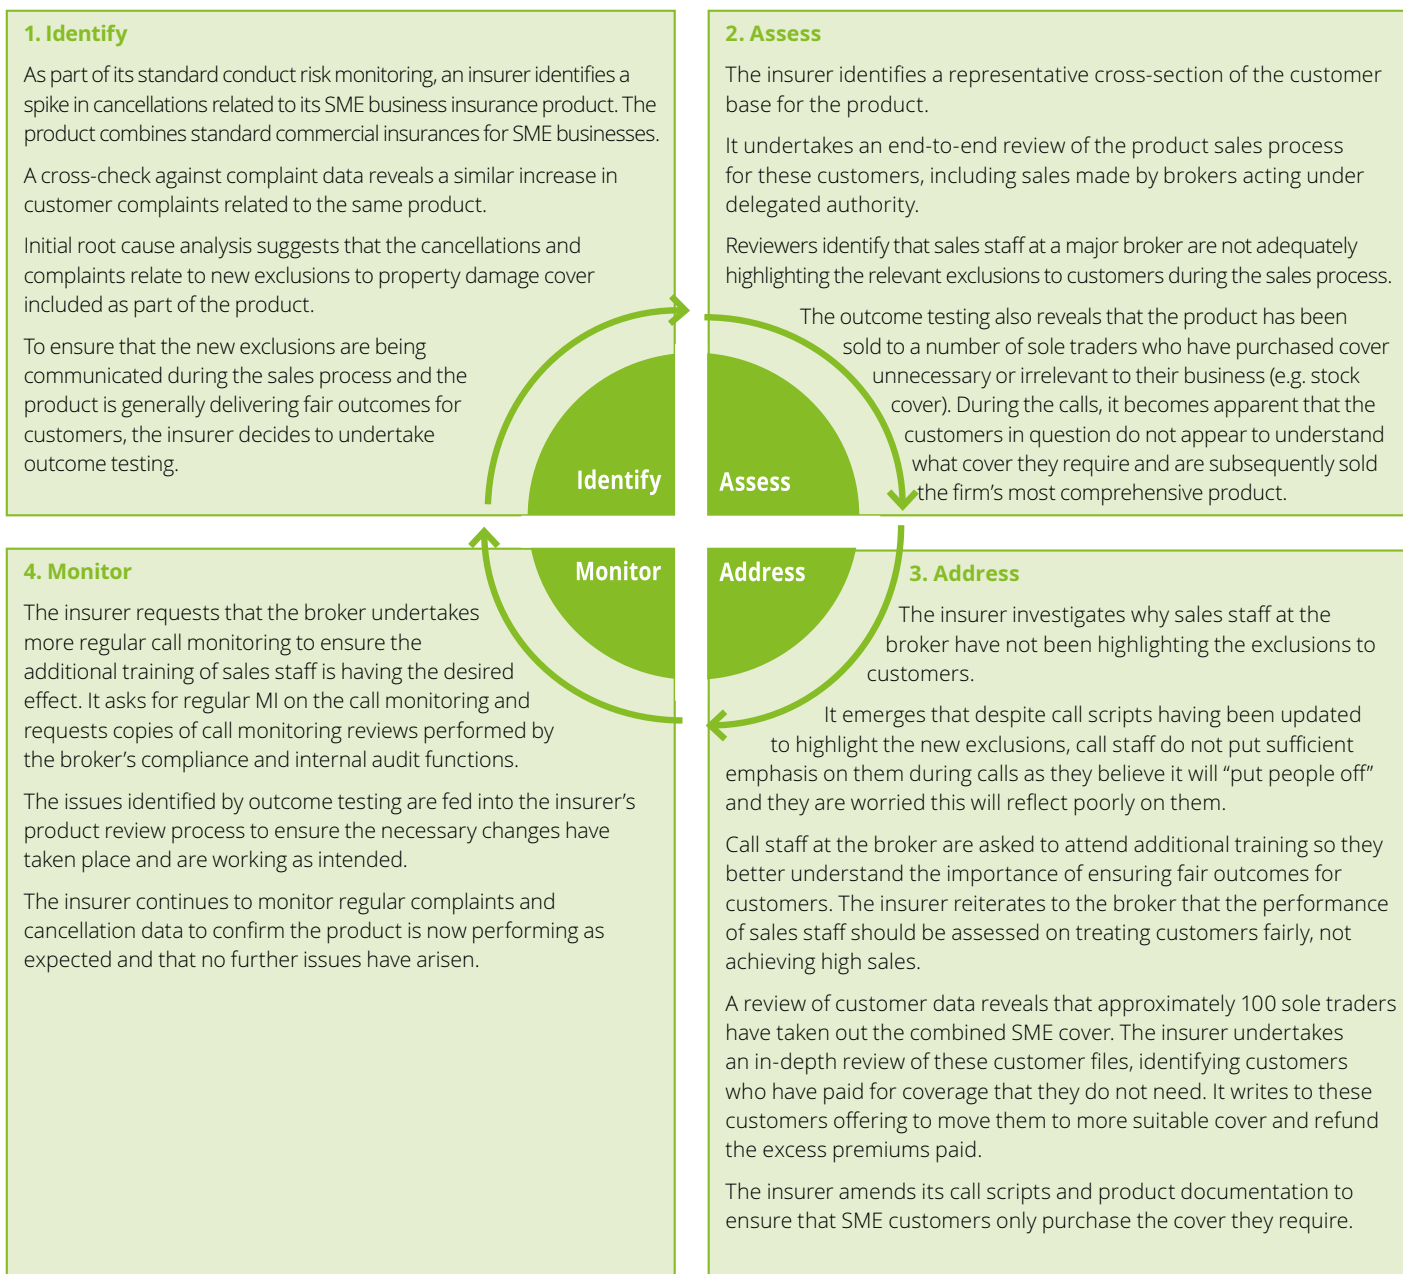 1. Identify
As part of its standard conduct risk monitoring, an insurer identifies a
spike in cancellations related to its SME business insurance product. The
product combines standard commercial insurances for SME businesses.
A cross-check against complaint data reveals a similar increase in
customer complaints related to the same product.
Initial root cause analysis suggests that the cancellations and
complaints relate to new exclusions to property damage cover
included as part of the product.
To ensure that the new exclusions are being
communicated during the sales process and the
product is generally delivering fair outcomes for
customers, the insurer decides to undertake
outcome testing.
Identify
2. Assess
The insurer identifies a representative cross-section of the customer
base for the product.
It undertakes an end-to-end review of the product sales process
for these customers, including sales made by brokers acting under
delegated authority.
Reviewers identify that sales staff at a major broker are not adequately
highlighting the relevant exclusions to customers during the sales process.
The outcome testing also reveals that the product has been
sold to a number of sole traders who have purchased cover
unnecessary or irrelevant to their business (e.g. stock
cover). During the calls, it becomes apparent that the
customers in question do not appear to understand
what cover they require and are subsequently sold
the firm’s most comprehensive product.
Assess
Address
3. Address
The insurer investigates why sales staff at the
broker have not been highlighting the exclusions to
customers.
It emerges that despite call scripts having been updated
to highlight the new exclusions, call staff do not put sufficient
emphasis on them during calls as they believe it will “put people off”
and they are worried this will reflect poorly on them.
Call staff at the broker are asked to attend additional training so they
better understand the importance of ensuring fair outcomes for
customers. The insurer reiterates to the broker that the performance
of sales staff should be assessed on treating customers fairly, not
achieving high sales.
A review of customer data reveals that approximately 100 sole traders
have taken out the combined SME cover. The insurer undertakes
an in-depth review of these customer files, identifying customers
who have paid for coverage that they do not need. It writes to these
customers offering to move them to more suitable cover and refund
the excess premiums paid.
The insurer amends its call scripts and product documentation to
ensure that SME customers only purchase the cover they require.
Monitor
4. Monitor
The insurer requests that the broker undertakes
more regular call monitoring to ensure the
additional training of sales staff is having the desired
effect. It asks for regular MI on the call monitoring and
requests copies of call monitoring reviews performed by
the broker’s compliance and internal audit functions.
The issues identified by outcome testing are fed into the insurer’s
product review process to ensure the necessary changes have
taken place and are working as intended.
The insurer continues to monitor regular complaints and
cancellation data to confirm the product is now performing as
expected and that no further issues have arisen.